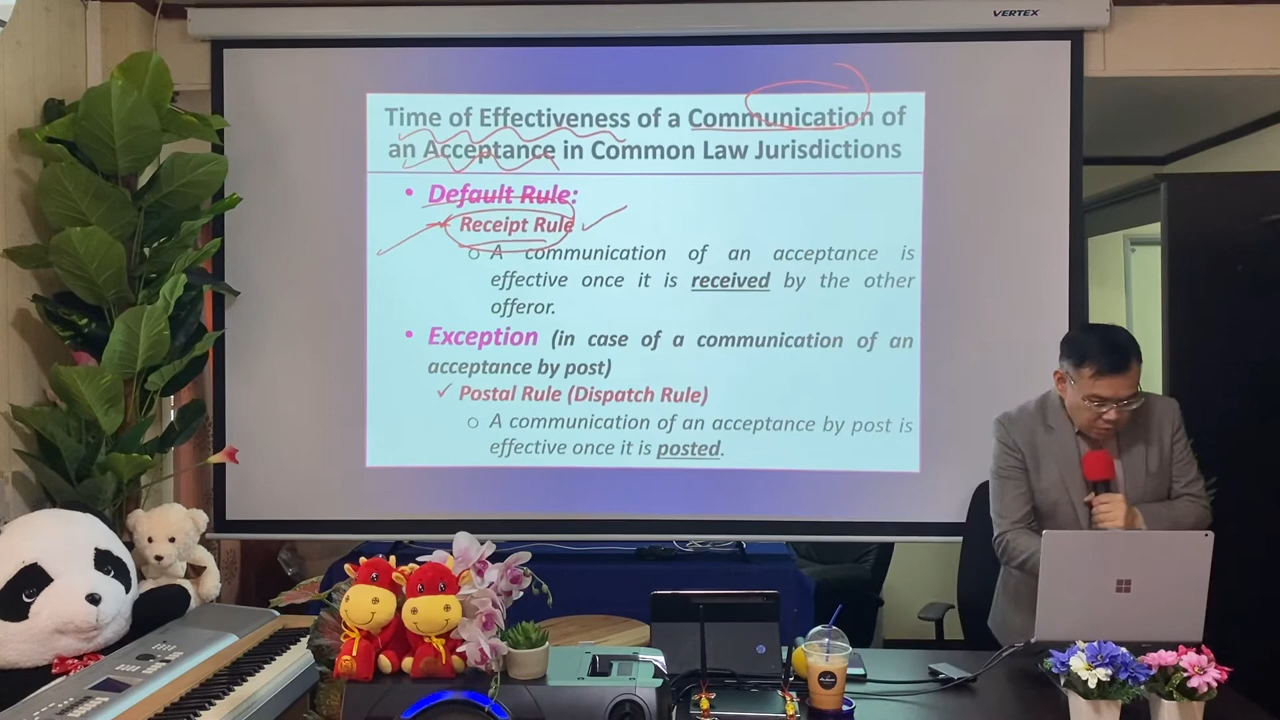 VERTEX
Time of Effectiveness of a Communication of
an Acceptance in Common Law Jurisdictions
• Default Rule:
Receipt Rule
o A communication of an acceptance is
effective once it is received by the other
offeror.
• Exception (in case of a communication of an
acceptance by post)
✓ Postal Rule (Dispatch Rule)
o A communication of an acceptance by post is
effective once it is posted.